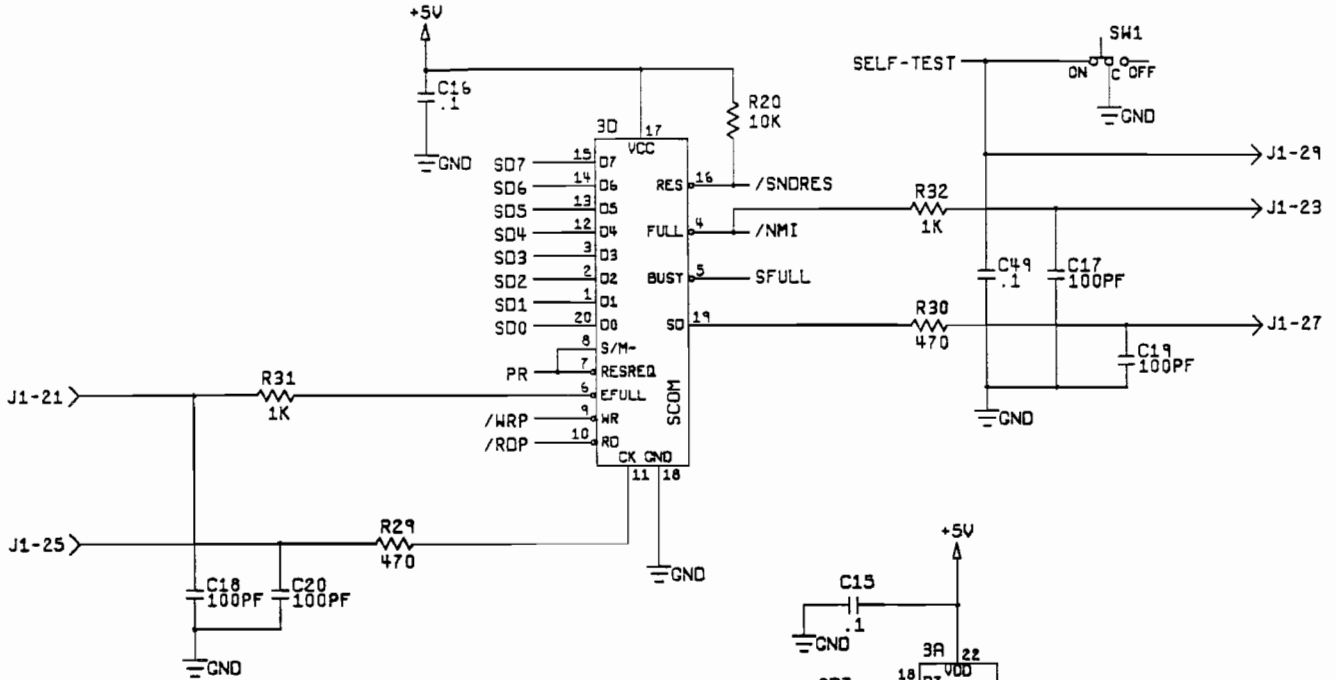 +5V
C16
.1
GND
R20
10K
3D
17
VCC
SD7 15 D7
SD6 14 D6
SD5 13 D5
SD4 12 D4
SD3 3 D3
SD2 2 D2
SD1 1 D1
SD0 20 D0
8 S/M-
PR 7 RESREQ
6 EFULL
/WRP 9 WR
/RDP 10 RD
RES 16 /SNDRES
FULL 4 /NMI
BUST 5 SFULL
SO 19
SCOM
CK GND
11 18
GND
SELF-TEST
SW1
ON C OFF
GND
J1-29
R32
1K
J1-23
C49
.1
C17
100PF
R30
470
J1-27
C19
100PF
GND
J1-21
R31
1K
J1-25
R29
470
C18
100PF
C20
100PF
GND
+5V
C15
.1
GND
3A
22
VDD
18